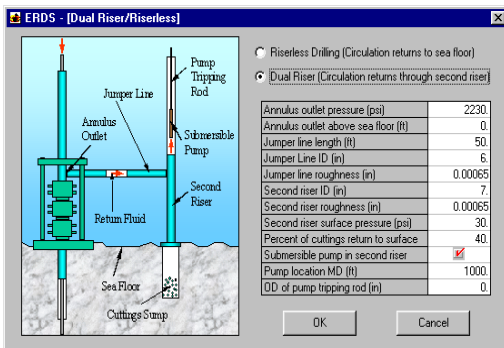 ERDS - [Dual Riser/Riserless]
Pump
Tripping
Rod
Jumper Line
Annulus
Outlet
Submersible
Pump
Second
Riser
Return Fluid
Sea Floor
Cuttings Sump
Riserless Drilling (Circulation returns to sea floor)
Dual Riser (Circulation returns through second riser)
Annulus outlet pressure (psi) 2230.
Annulus outlet above sea floor (ft) 0.
Jumper line length (ft) 50.
Jumper Line ID (in) 6.
Jumper line roughness (in) 0.00065
Second riser ID (in) 7.
Second riser roughness (in) 0.00065
Second riser surface pressure (psi) 30.
Percent of cuttings return to surface 40.
Submersible pump in second riser
Pump location MD (ft) 1000.
OD of pump tripping rod (in) 0.
OK
Cancel